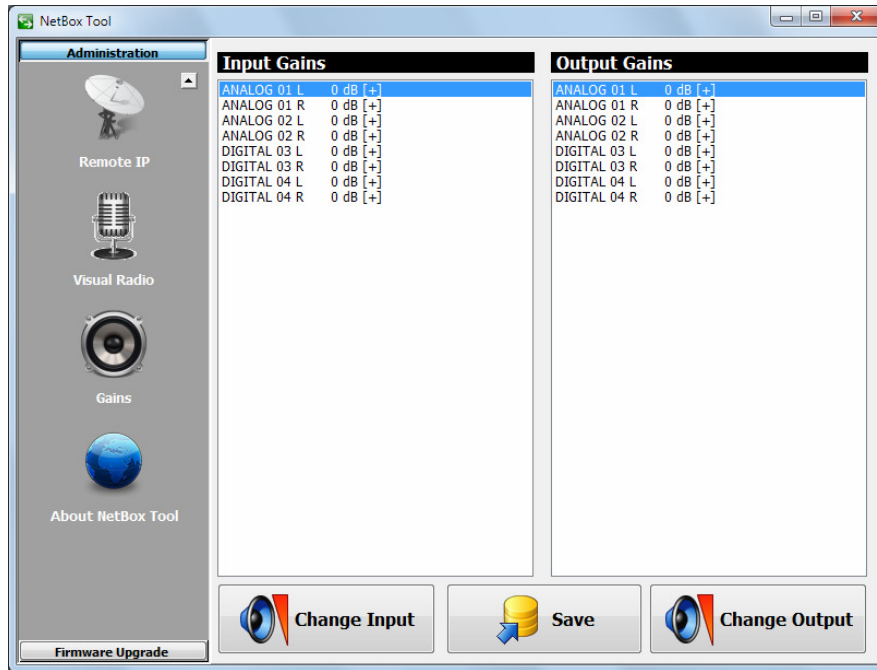 NetBox Tool
Administration
Remote IP
Visual Radio
Gains
About NetBox Tool
Firmware Upgrade
Input Gains
ANALOG 01 L 0 dB [+]
ANALOG 01 R 0 dB [+]
ANALOG 02 L 0 dB [+]
ANALOG 02 R 0 dB [+]
DIGITAL 03 L 0 dB [+]
DIGITAL 03 R 0 dB [+]
DIGITAL 04 L 0 dB [+]
DIGITAL 04 R 0 dB [+]
Output Gains
ANALOG 01 L 0 dB [+]
ANALOG 01 R 0 dB [+]
ANALOG 02 L 0 dB [+]
ANALOG 02 R 0 dB [+]
DIGITAL 03 L 0 dB [+]
DIGITAL 03 R 0 dB [+]
DIGITAL 04 L 0 dB [+]
DIGITAL 04 R 0 dB [+]
Change Input
Save
Change Output